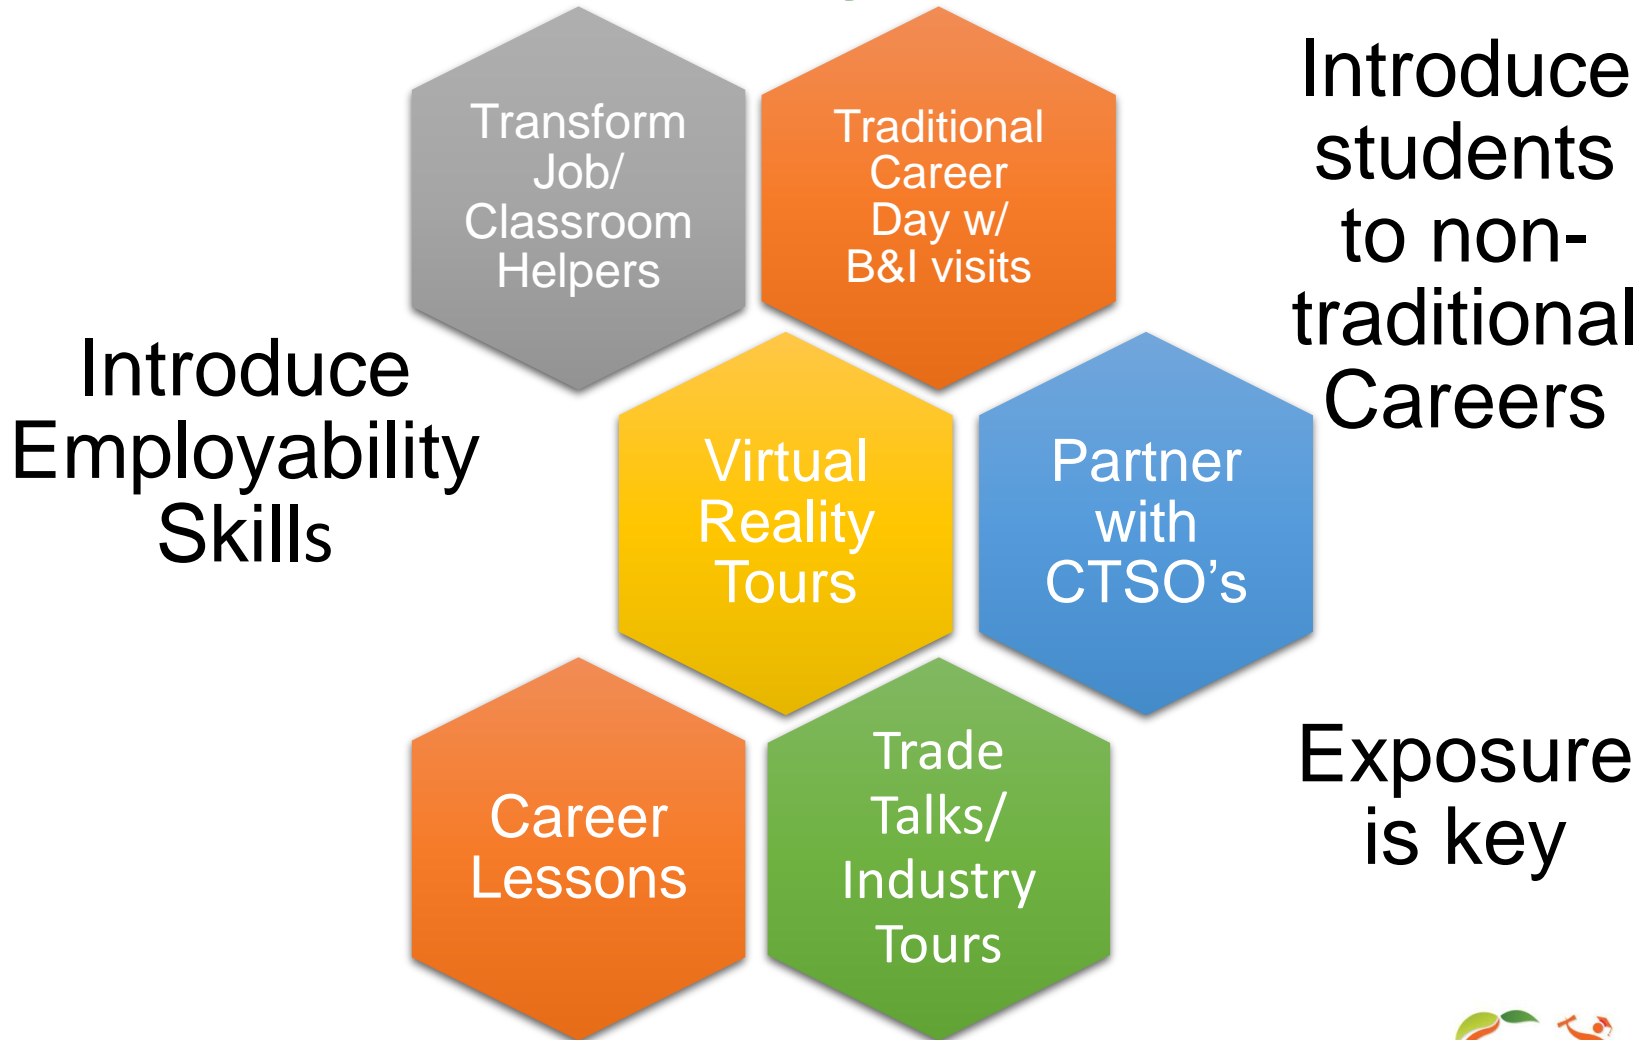 Transform
Job/
Classroom
Helpers
Traditional
Career
Day w/
B&I visits
Introduce
students
to non-
traditional
Careers
Introduce
Employability
Skills
Virtual
Reality
Tours
Partner
with
CTSO’s
Career
Lessons
Trade
Talks/
Industry
Tours
Exposure
is key